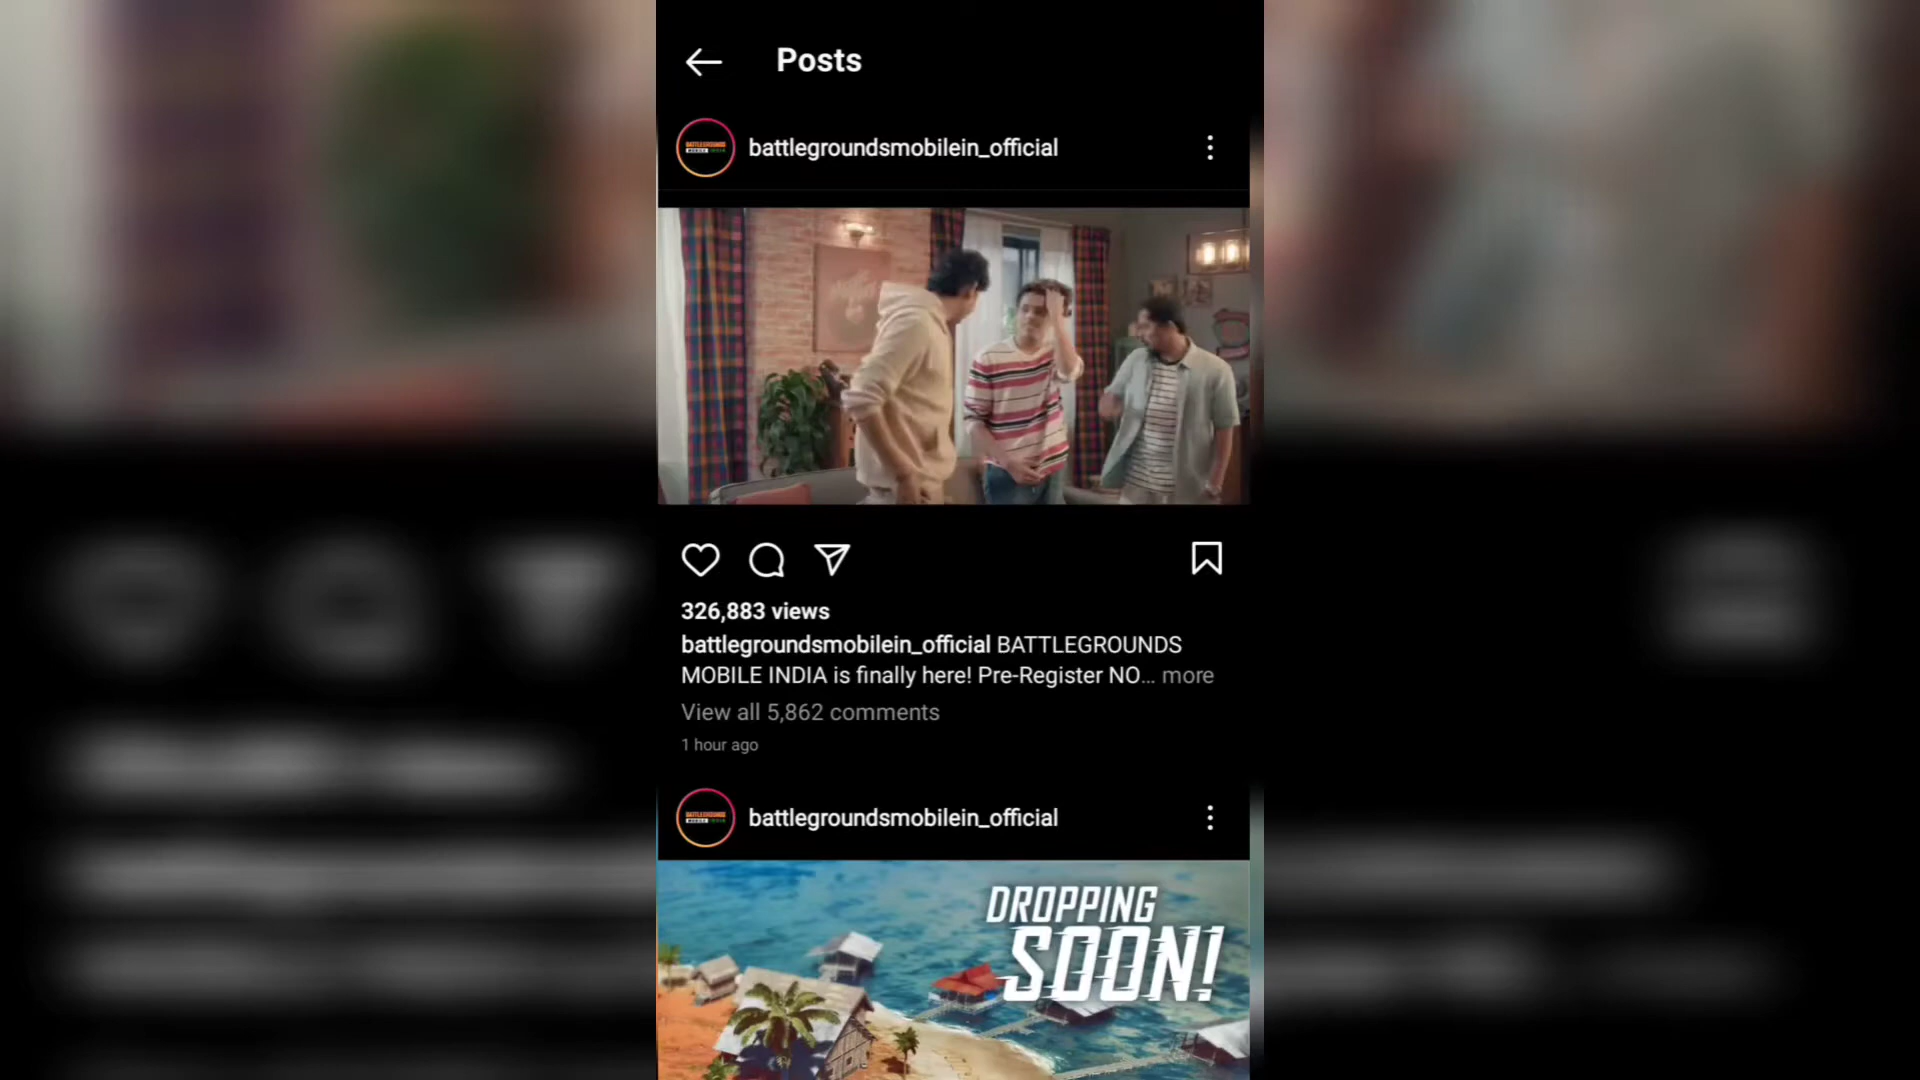 Posts
battlegroundsmobilein_official
326,883 views
battlegroundsmobilein_official BATTLEGROUNDS
MOBILE INDIA is finally here! Pre-Register NO... more
View all 5,862 comments
1 hour ago
battlegroundsmobilein_official
DROPPING
SOON!